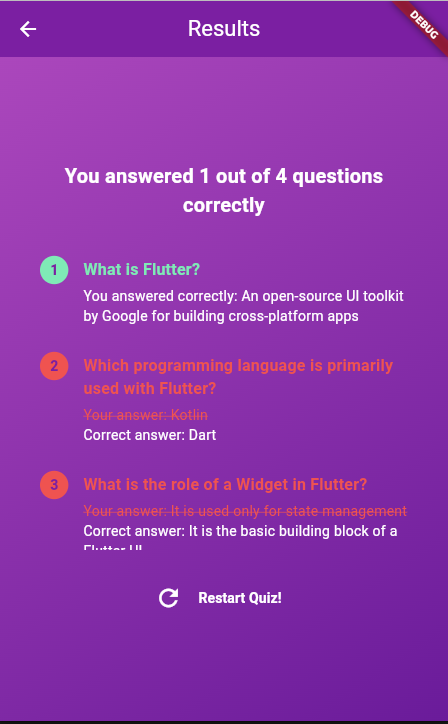 Results
DEBUG
You answered 1 out of 4 questions
correctly
1 What is Flutter?
You answered correctly: An open-source UI toolkit
by Google for building cross-platform apps
2 Which programming language is primarily
used with Flutter?
Your answer: Kotlin
Correct answer: Dart
3 What is the role of a Widget in Flutter?
Your answer: It is used only for state management
Correct answer: It is the basic building block of a
Flutter UI
Restart Quiz!